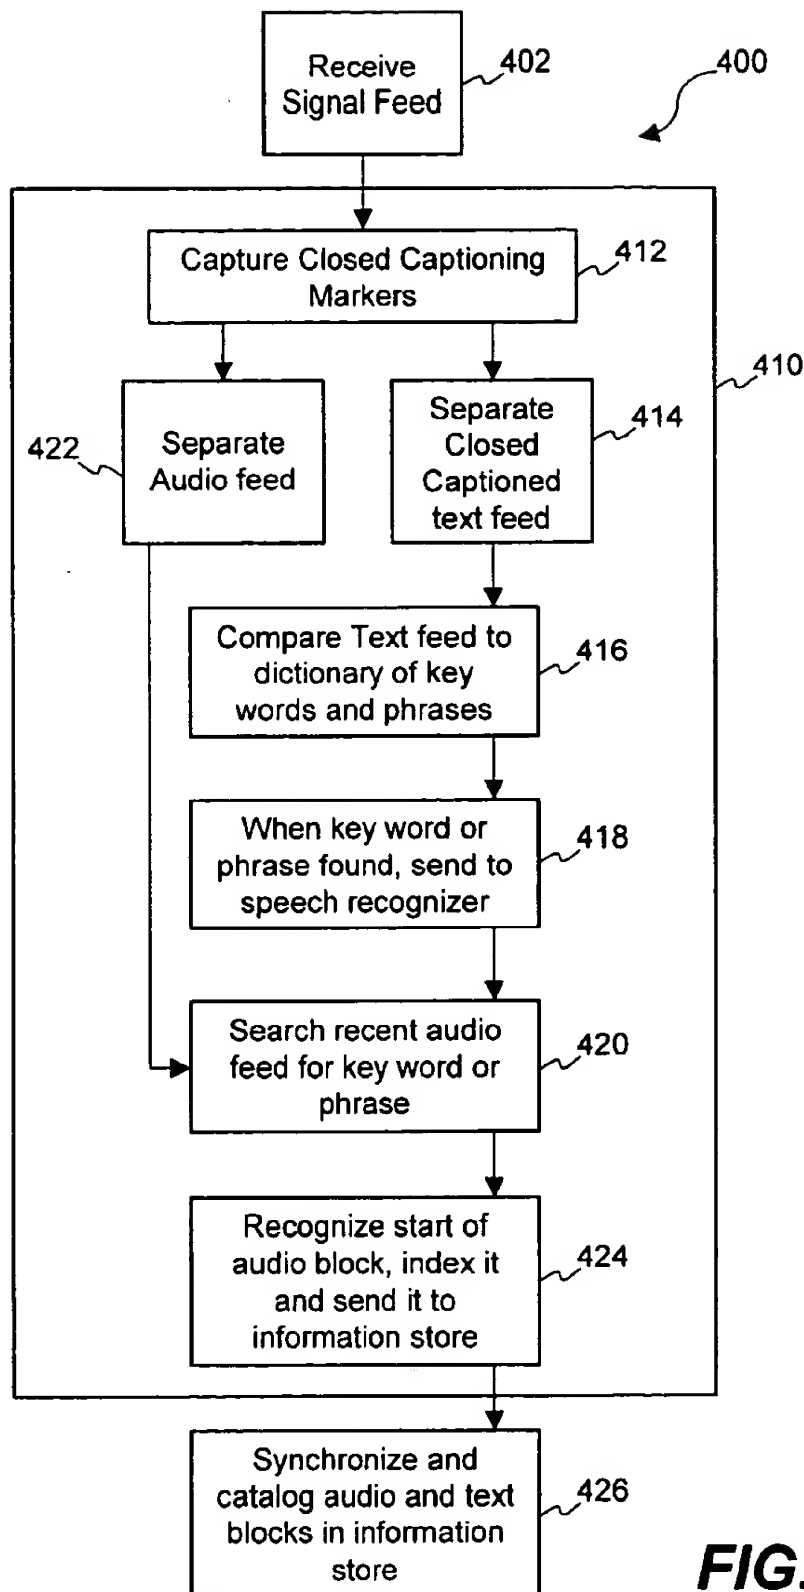 Receive
Signal Feed
402
400
Capture Closed Captioning
Markers
412
410
422
Separate
Audio feed
Separate
Closed
Captioned
text feed
414
Compare Text feed to
dictionary of key
words and phrases
416
When key word or
phrase found, send to
speech recognizer
418
Search recent audio
feed for key word or
phrase
420
Recognize start of
audio block, index it
and send it to
information store
424
Synchronize and
catalog audio and text
blocks in information
store
426
FIG.